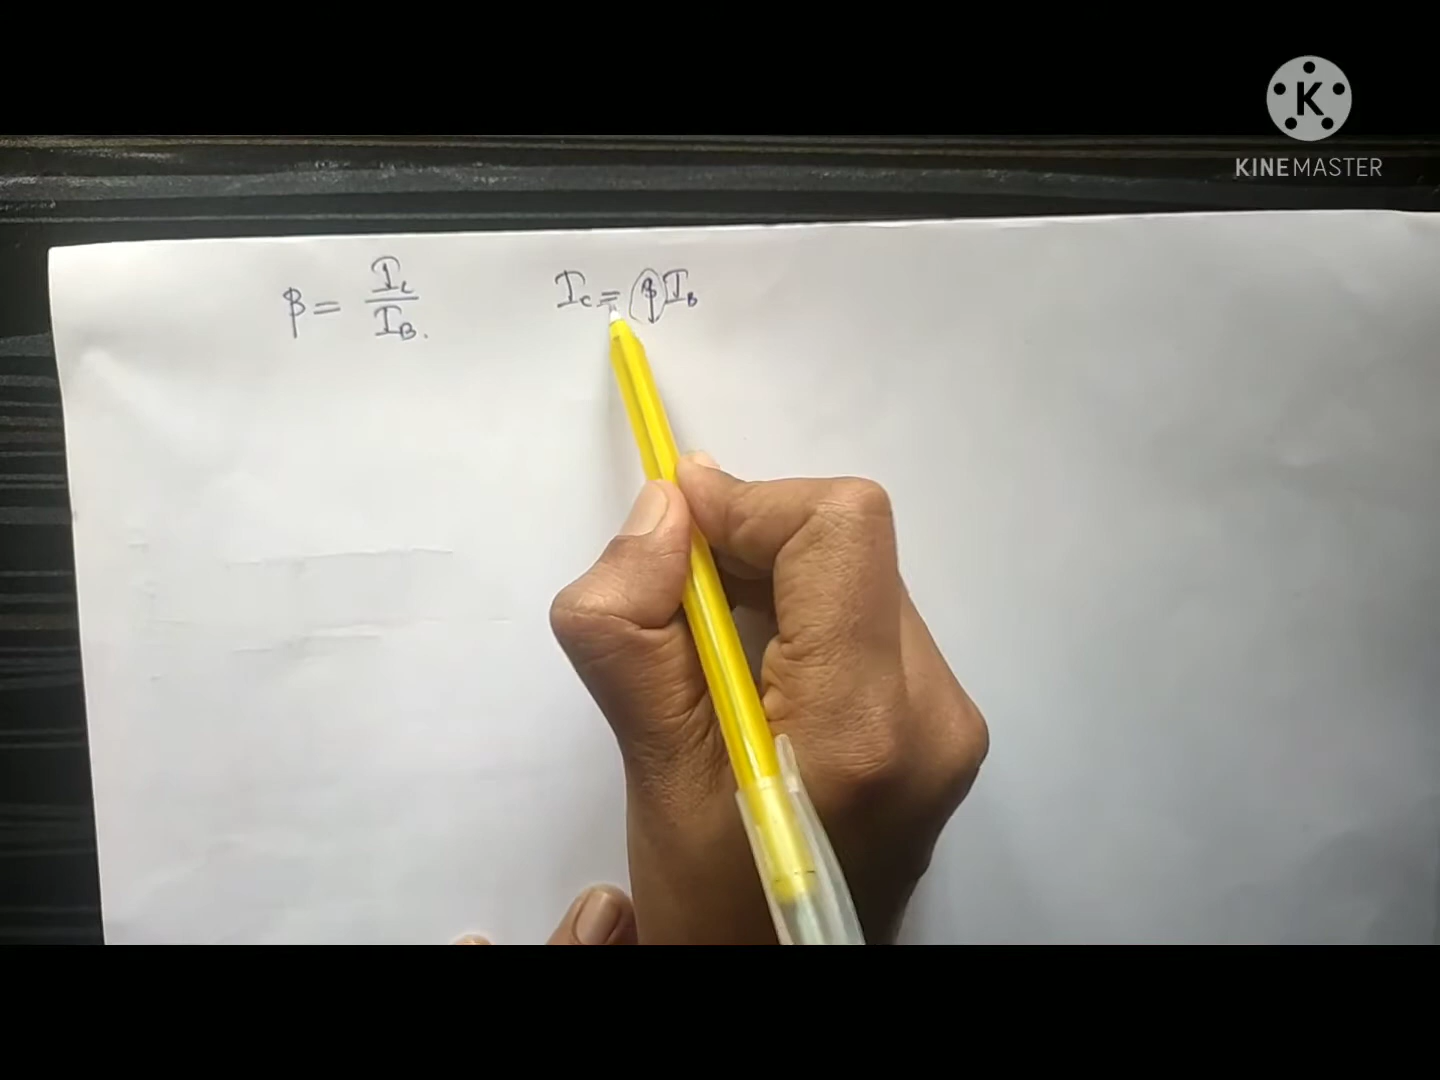 KINEMASTER
β = I_C / I_B.
I_C = β I_B